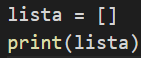 lista = []
print(lista)